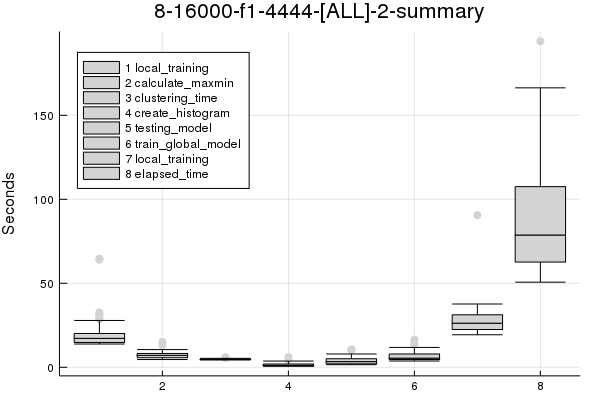 8-16000-f1-4444-[ALL]-2-summary
1 local_training
2 calculate_maxmin
3 clustering_time
4 create_histogram
5 testing_model
6 train_global_model
7 local_training
8 elapsed_time
Seconds
150
100
50
0
2 4 6 8